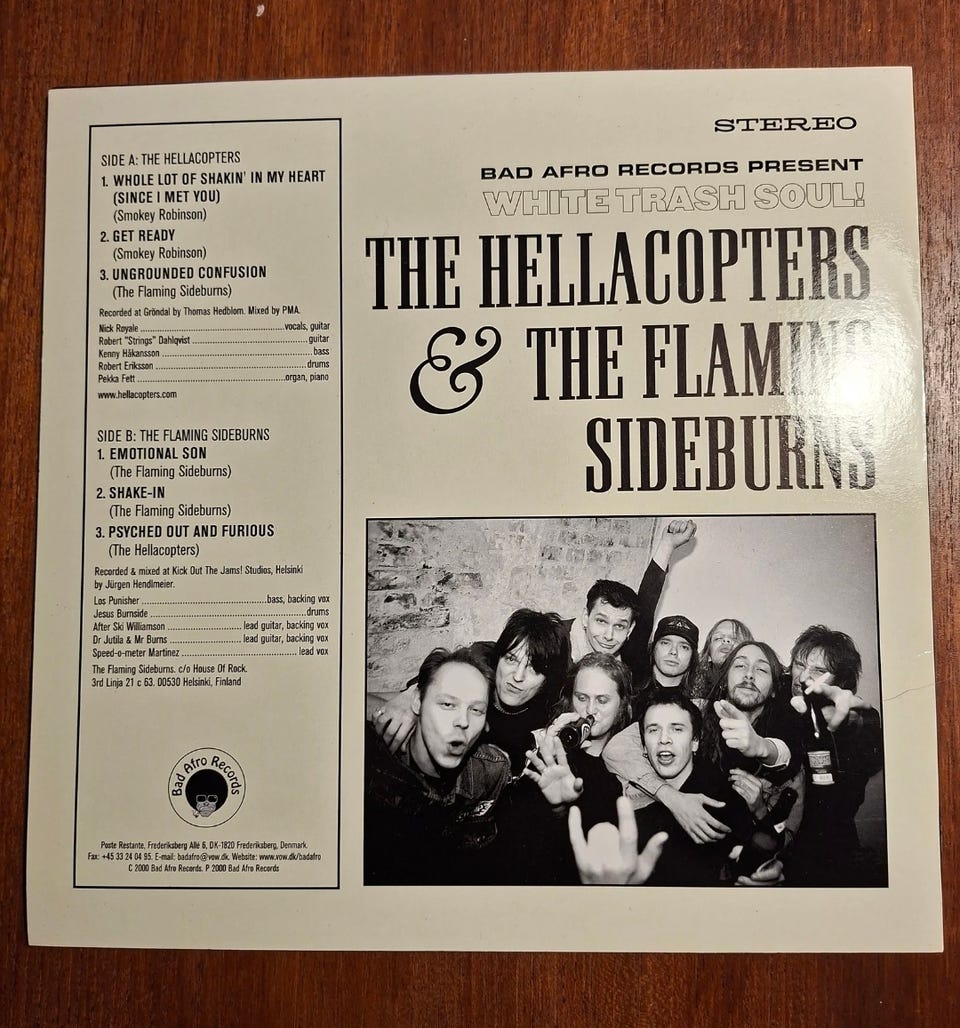 SIDE A: THE HELLACOPTERS
1. WHOLE LOT OF SHAKIN' IN MY HEART
(SINCE I MET YOU)
(Smokey Robinson)
2. GET READY
(Smokey Robinson)
3. UNGROUNDED CONFUSION
(The Flaming Sideburns)
Recorded at Gröndal by Thomas Hedblom. Mixed by PMA.
Nick Royale ........ vocals, guitar
Robert "Strings" Dahlqvist ........ guitar
Kenny Håkansson ........ bass
Robert Eriksson ........ drums
Pekka Fett ........ organ, piano
www.hellacopters.com
SIDE B: THE FLAMING SIDEBURNS
1. EMOTIONAL SON
(The Flaming Sideburns)
2. SHAKE-IN
(The Flaming Sideburns)
3. PSYCHED OUT AND FURIOUS
(The Hellacopters)
Recorded & mixed at Kick Out The Jams! Studios, Helsinki
by Jürgen Hendlmeier.
Los Punisher ........ bass, backing vox
Jesus Burnside ........ drums
After Ski Williamson ........ lead guitar, backing vox
Dr Jutila & Mr Burns ........ lead guitar, backing vox
Speed-o-meter Martinez ........ lead vox
The Flaming Sideburns. c/o House Of Rock.
3rd Linja 21 c 63. 00530 Helsinki, Finland
Bad Afro Records
Poste Restante, Frederiksberg Allé 6, DK-1820 Frederiksberg, Denmark.
Fax: +45 33 24 04 95. E-mail: badafro@vow.dk. Website: www.vow.dk/badafro
C 2000 Bad Afro Records. P 2000 Bad Afro Records
STEREO
BAD AFRO RECORDS PRESENT
WHITE TRASH SOUL!
THE HELLACOPTERS
& THE FLAMING
SIDEBURNS